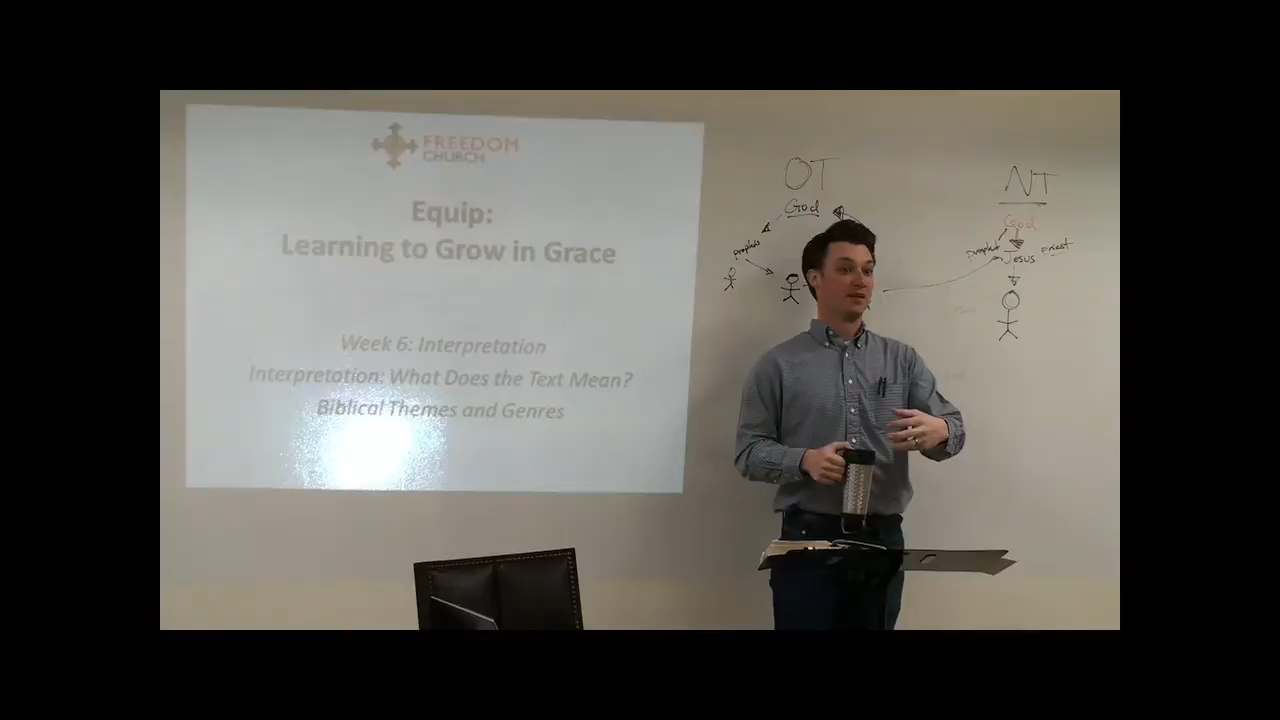 FREEDOM
CHURCH
Equip:
Learning to Grow in Grace
Week 6: Interpretation
Interpretation: What Does the Text Mean?
Biblical Themes and Genres
OT
God
prophets
NT
God
prophet
Jesus
priest